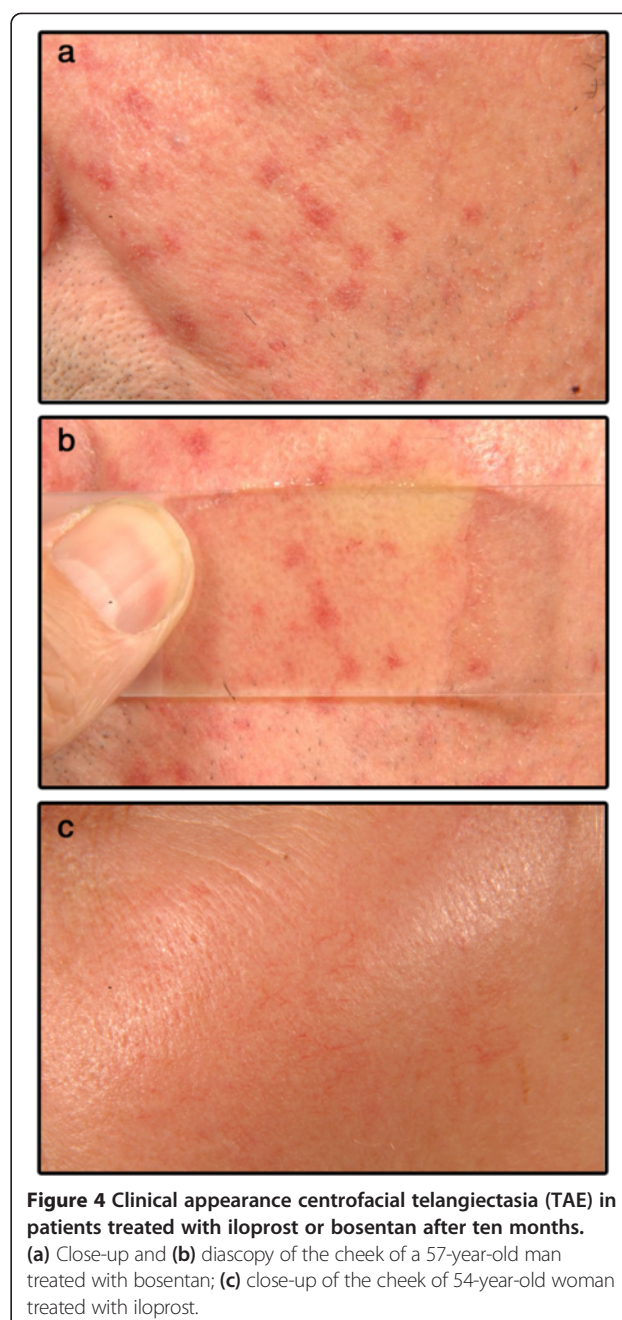 a
b
c
Figure 4 Clinical appearance centrofacial telangiectasia (TAE) in
patients treated with iloprost or bosentan after ten months.
(a) Close-up and (b) diascopy of the cheek of a 57-year-old man
treated with bosentan; (c) close-up of the cheek of 54-year-old woman
treated with iloprost.